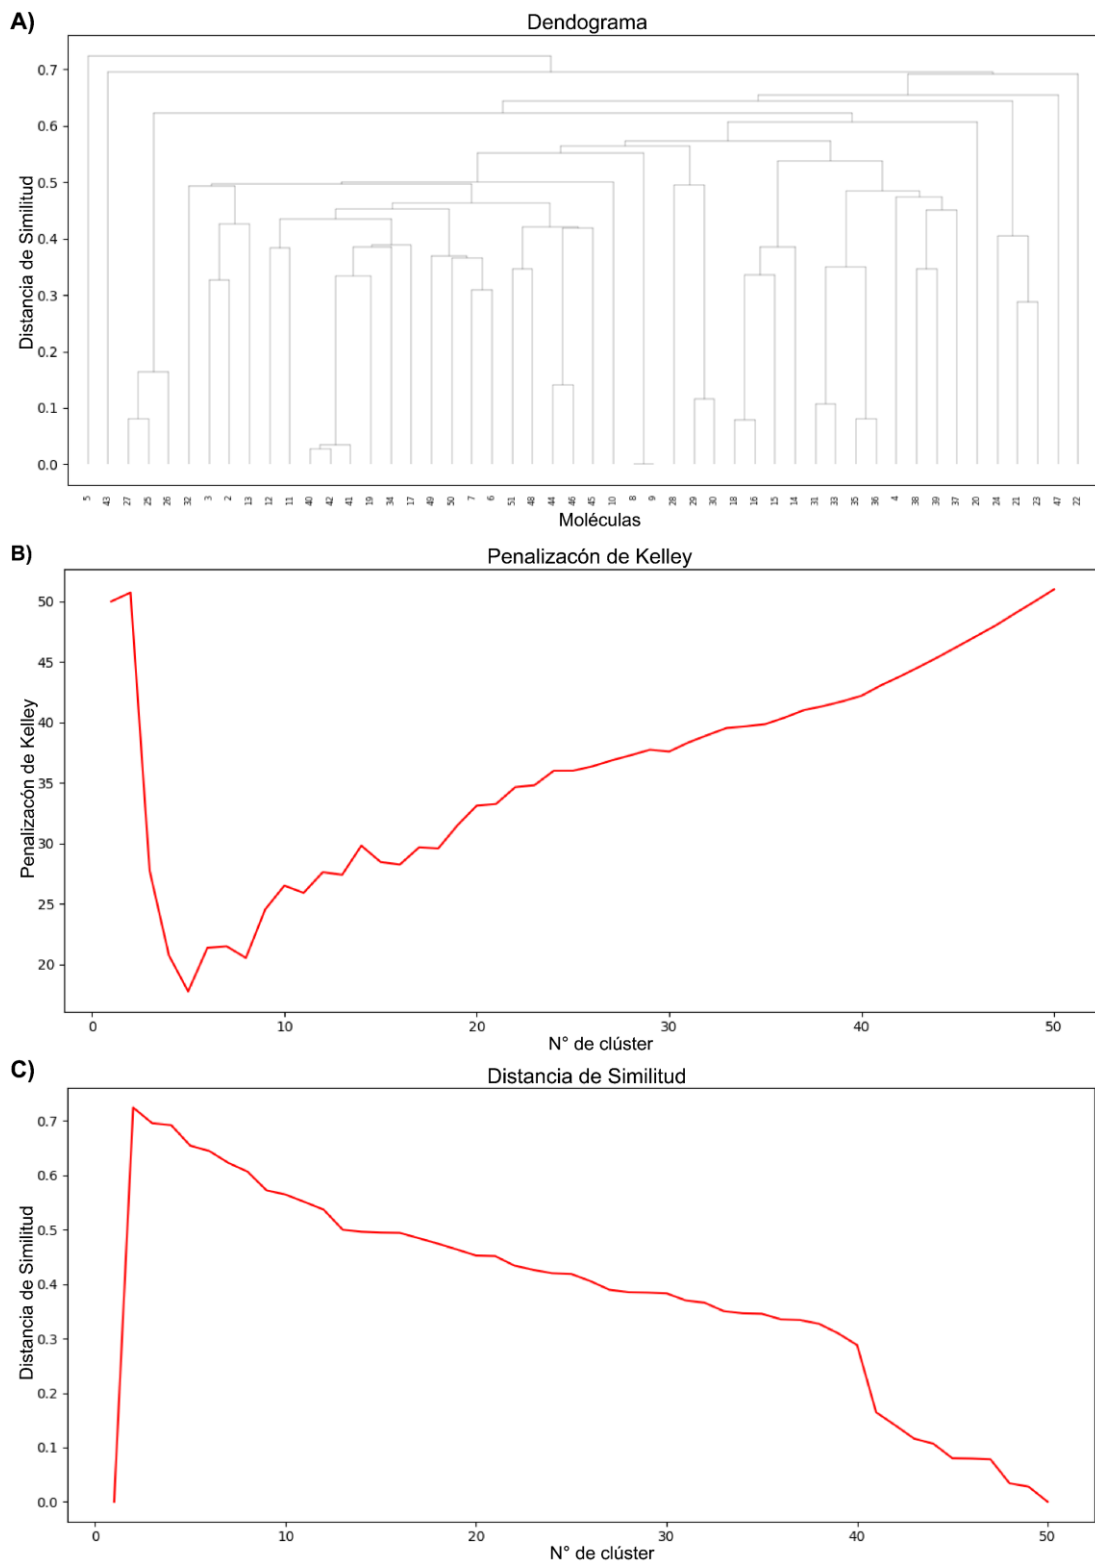 A)
Dendograma
Distancia de Similitud
0.7
0.6
0.5
0.4
0.3
0.2
0.1
0.0
5 43 27 25 26 32 3 2 13 12 11 40 42 41 19 34 17 49 50 7 6 51 48 44 46 45 10 8 9 28 29 30 18 16 15 14 31 33 35 36 4 38 39 37 20 24 21 23 47 22
Moléculas
B)
Penalizacón de Kelley
Penalizacón de Kelley
50
45
40
35
30
25
20
0 10 20 30 40 50
N° de clúster
C)
Distancia de Similitud
Distancia de Similitud
0.7
0.6
0.5
0.4
0.3
0.2
0.1
0.0
0 10 20 30 40 50
N° de clúster